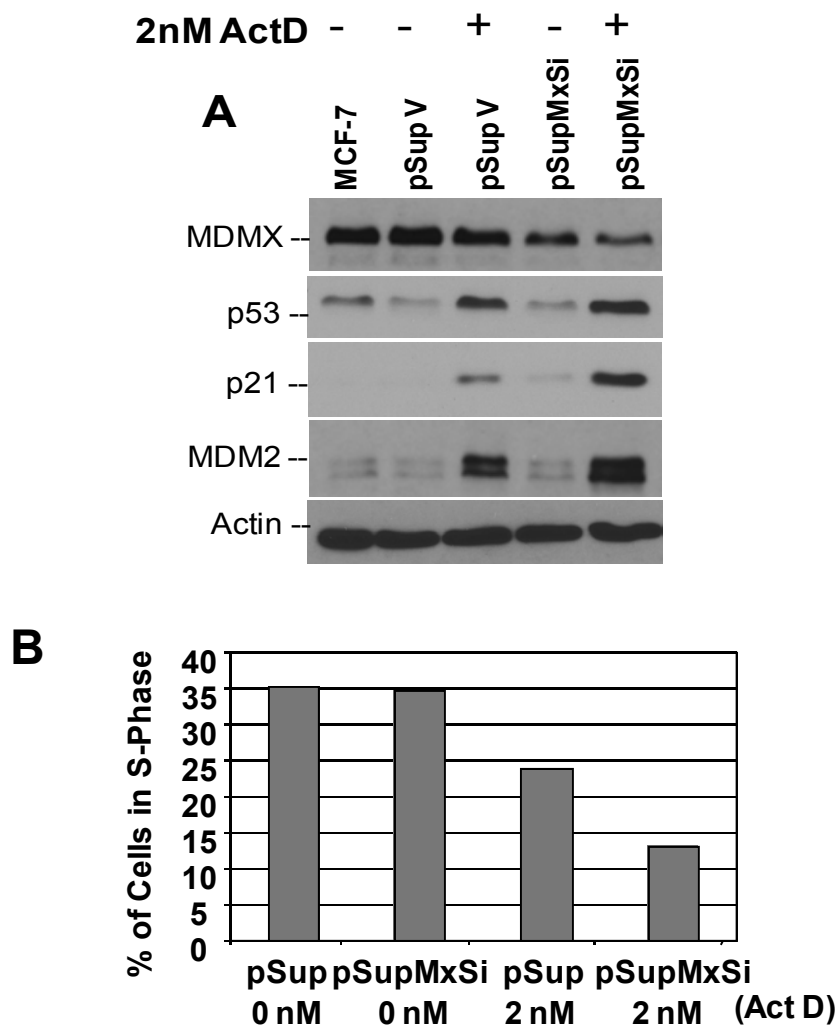 2nM ActD - - + - +
A
MCF-7 pSup V pSup V pSupMxSi pSupMxSi
MDMX --
p53 --
p21 --
MDM2 --
Actin --
B
% of Cells in S-Phase
40
35
30
25
20
15
10
5
0
pSup pSupMxSi pSup pSupMxSi
0 nM 0 nM 2 nM 2 nM (Act D)